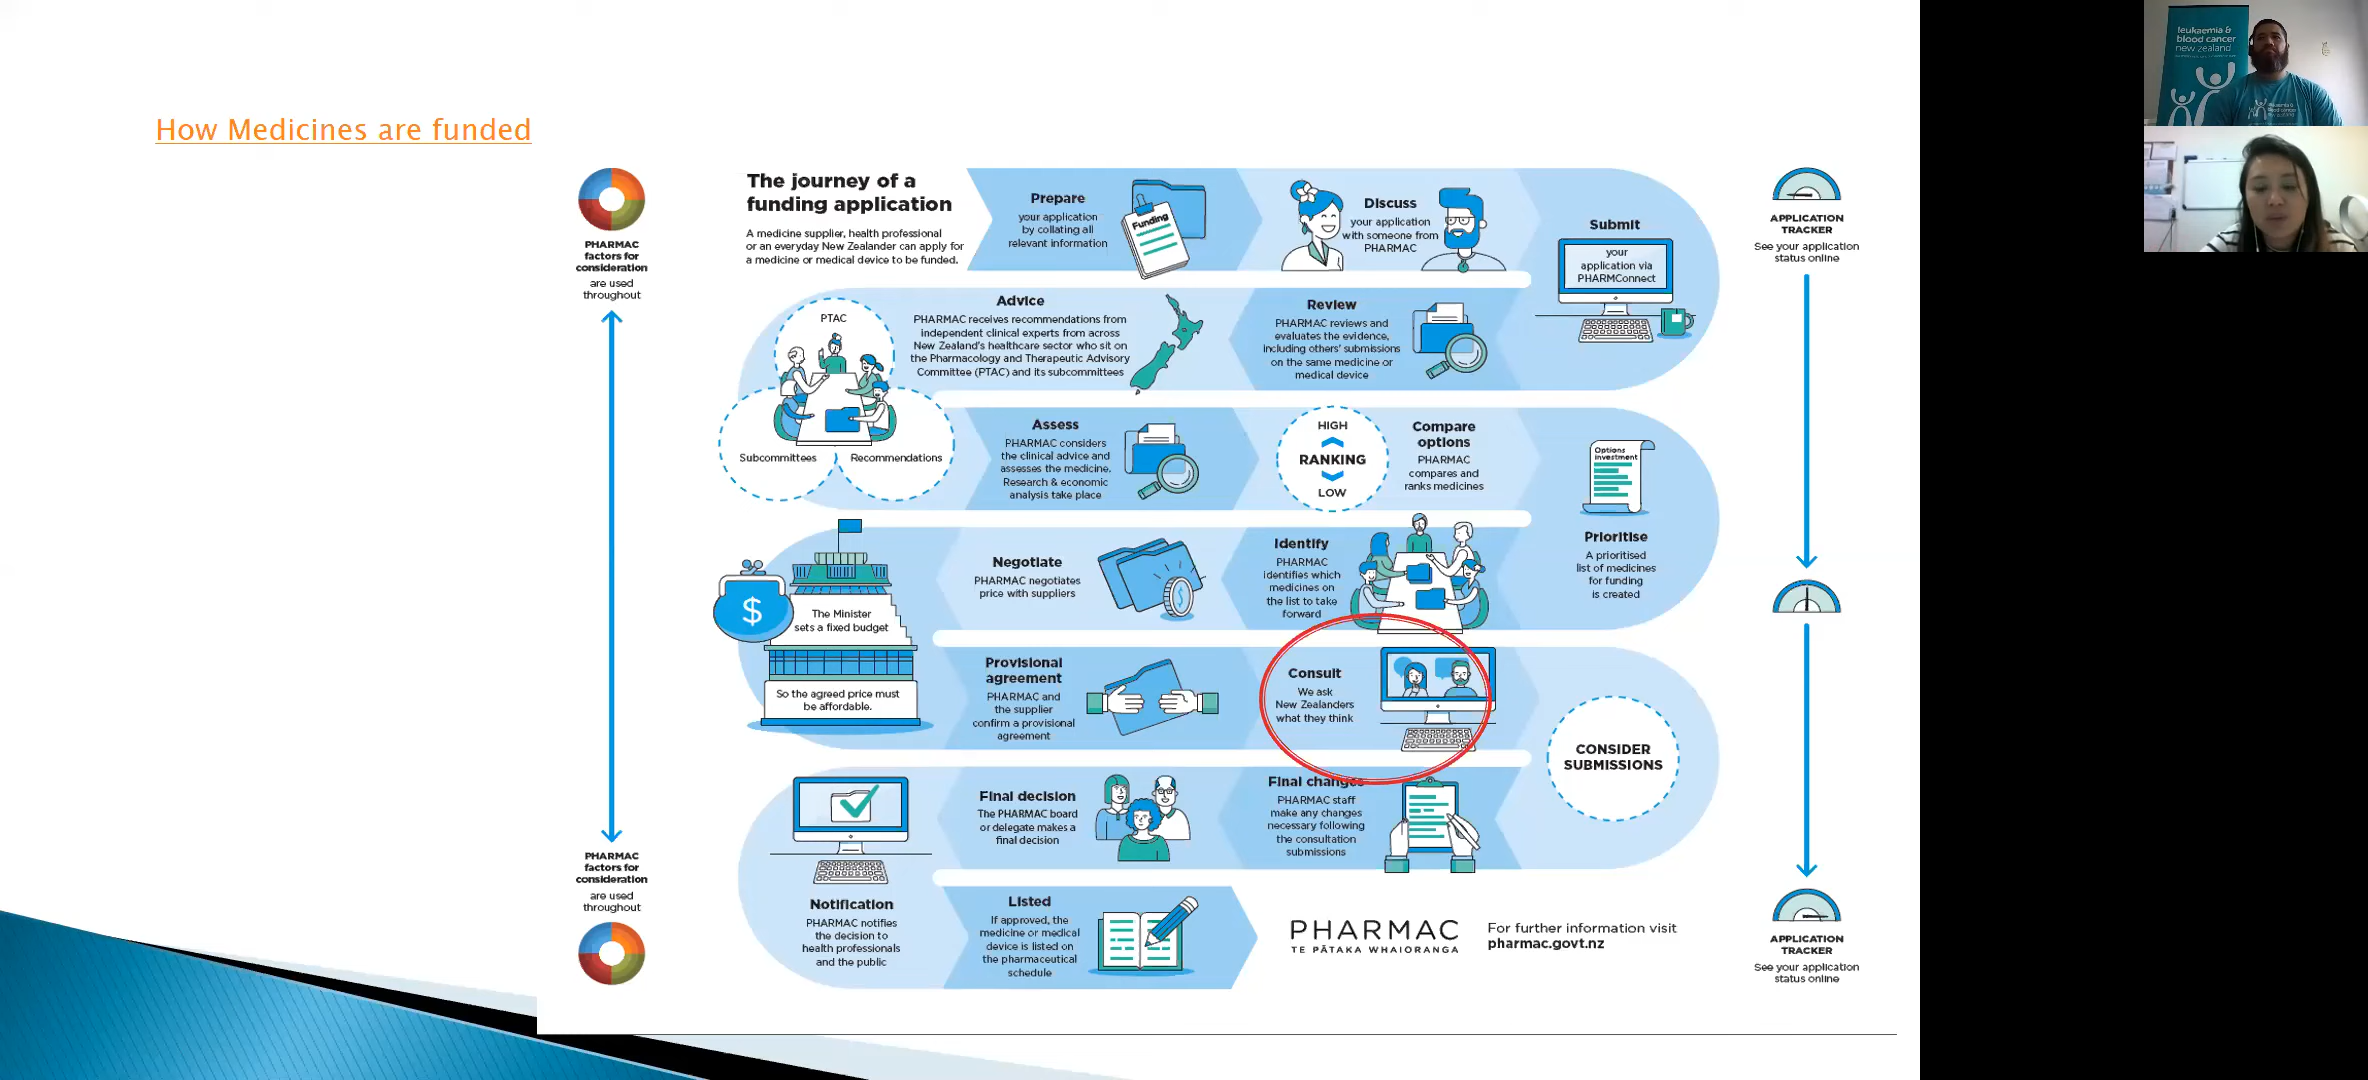 How Medicines are funded
PHARMAC
factors for
consideration
are used
throughout
The journey of a
funding application
A medicine supplier, health professional
or an everyday New Zealander can apply for
a medicine or medical device to be funded.
Prepare
your application
by collating all
relevant information
Funding
Discuss
your application
with someone from
PHARMAC
Submit
your
application via
PHARMConnect
Review
PHARMAC reviews and
evaluates the evidence,
including others' submissions
on the same medicine or
medical device
Advice
PHARMAC receives recommendations from
independent clinical experts from across
New Zealand's healthcare sector who sit on
the Pharmacology and Therapeutic Advisory
Committee (PTAC) and its subcommittees
PTAC
Subcommittees
Recommendations
Assess
PHARMAC considers
the clinical advice and
assesses the medicine.
Research & economic
analysis take place
HIGH
RANKING
LOW
Compare
options
PHARMAC
compares and
ranks medicines
Options
investment
Prioritise
A prioritised
list of medicines
for funding
is created
Identify
PHARMAC
identifies which
medicines on
the list to take
forward
Negotiate
PHARMAC negotiates
price with suppliers
$
The Minister
sets a fixed budget
So the agreed price must
be affordable.
Provisional
agreement
PHARMAC and
the supplier
confirm a provisional
agreement
Consult
We ask
New Zealanders
what they think
CONSIDER
SUBMISSIONS
Final changes
PHARMAC staff
make any changes
necessary following
the consultation
submissions
Final decision
The PHARMAC board
or delegate makes a
final decision
Notification
PHARMAC notifies
the decision to
health professionals
and the public
Listed
If approved, the
medicine or medical
device is listed on
the pharmaceutical
schedule
PHARMAC
TE PĀTAKA WHAIORANGA
For further information visit
pharmac.govt.nz
PHARMAC
factors for
consideration
are used
throughout
APPLICATION
TRACKER
See your application
status online
APPLICATION
TRACKER
See your application
status online
leukaemia &
blood cancer
new zealand
leukaemia &
blood cancer
new zealand